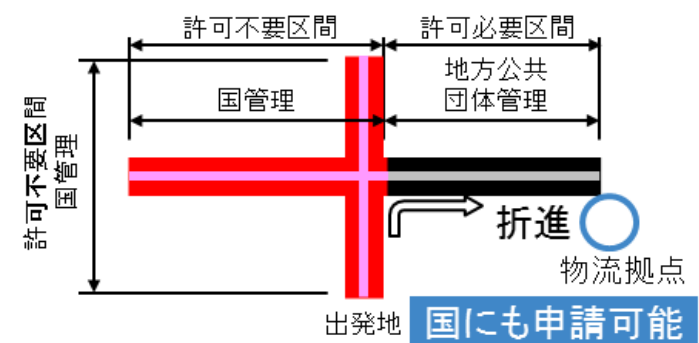 許可不要区間
許可必要区間
国管理
地方公共
団体管理
許可不要区間
国管理
折進
物流拠点
出発地
国にも申請可能